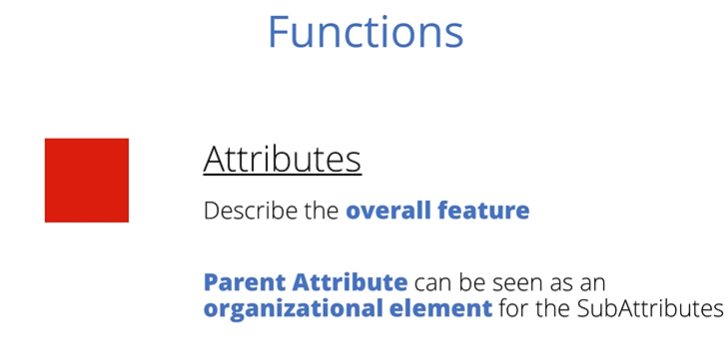 Functions
Attributes
Describe the overall feature
Parent Attribute can be seen as an
organizational element for the SubAttributes